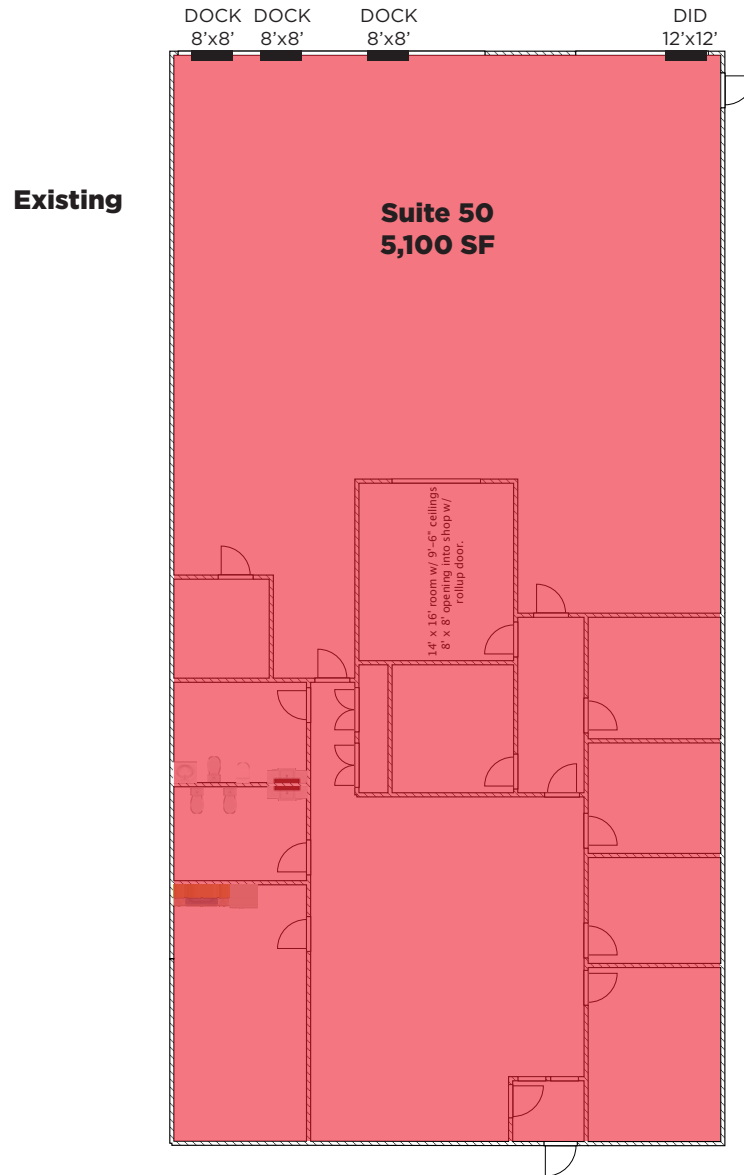 DOCK DOCK DOCK DID
8’x8’ 8’x8’ 8’x8’ 12’x12’
Existing
Suite 50
5,100 SF
14' x 16' room w/ 9'-6" ceilings
8' x 8' opening into shop w/
rollup door.